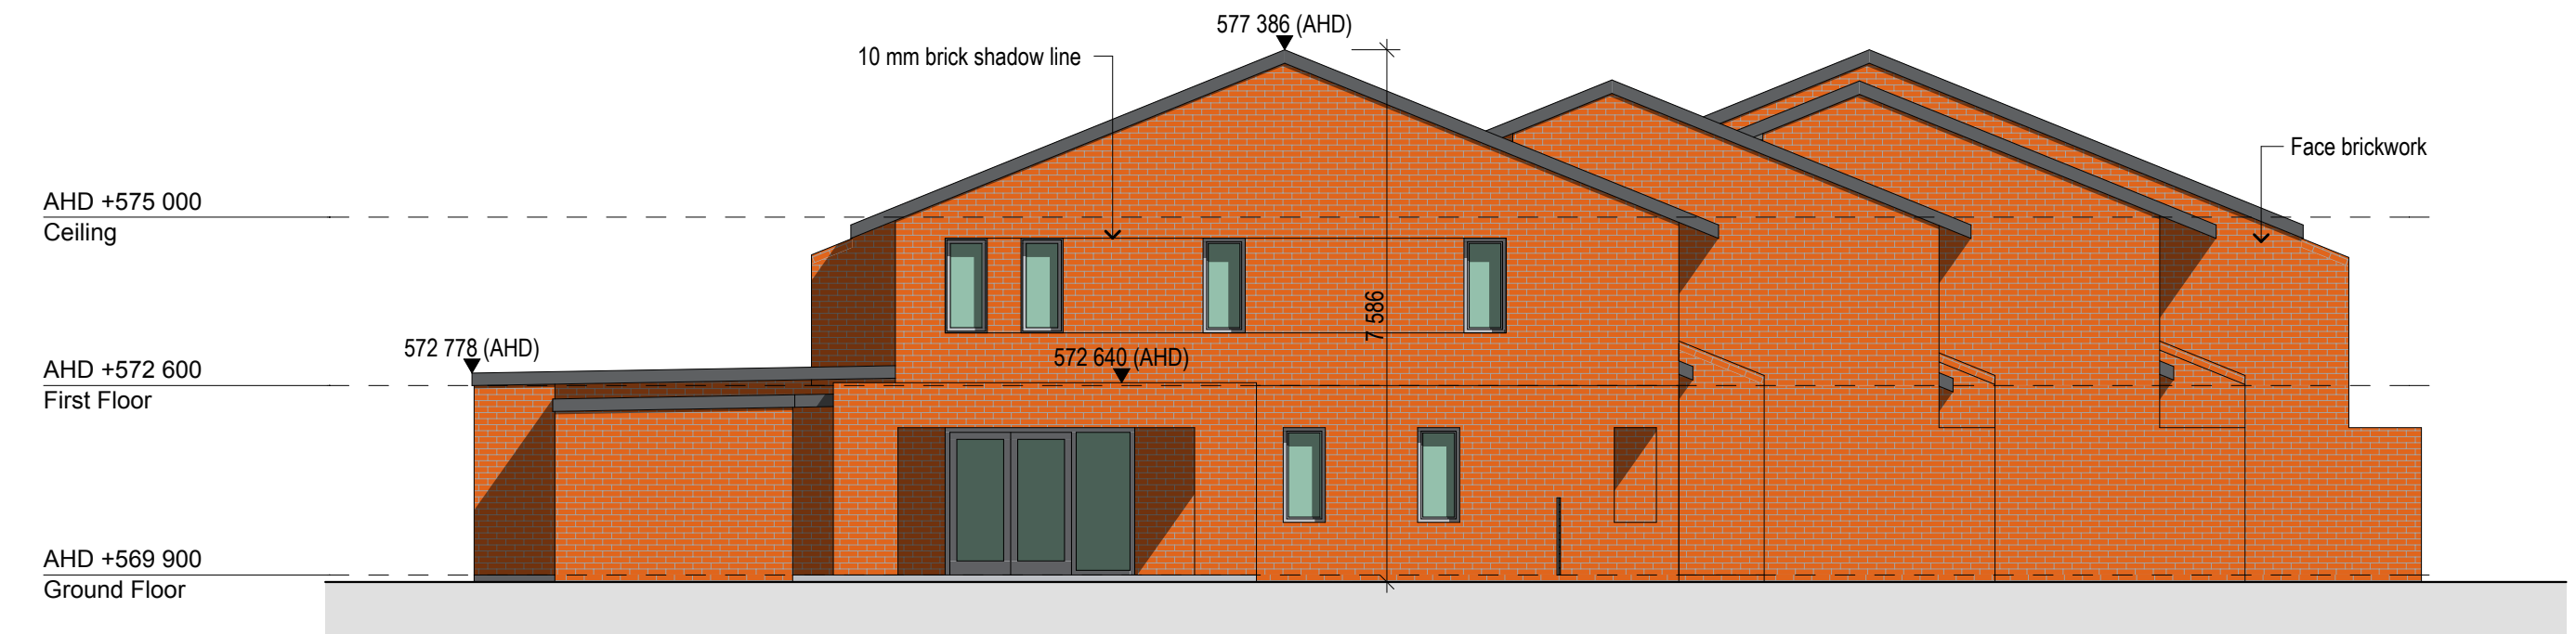 577 386 (AHD)
10 mm brick shadow line
Face brickwork
AHD +575 000
Ceiling
7 586
572 778 (AHD)
572 640 (AHD)
AHD +572 600
First Floor
AHD +569 900
Ground Floor